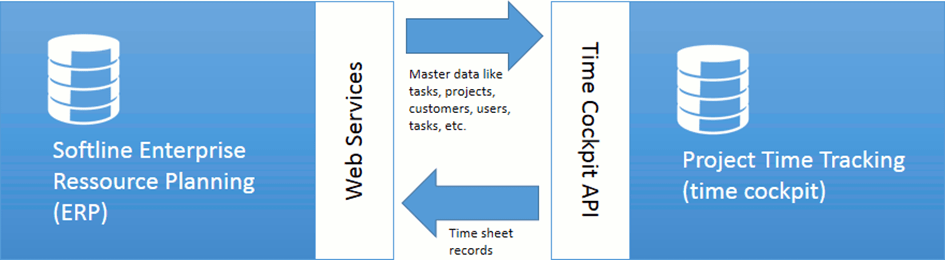 Softline Enterprise
Ressource Planning
(ERP)
Web Services
Master data like
tasks, projects,
customers, users,
tasks, etc.
Time sheet
records
Time Cockpit API
Project Time Tracking
(time cockpit)